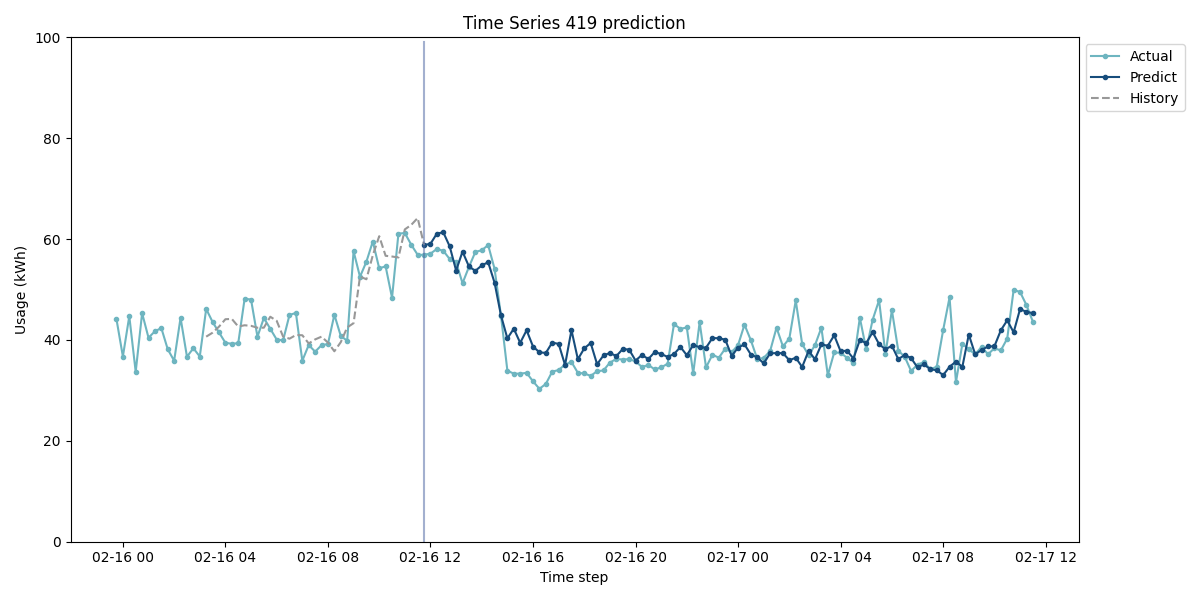 Time Series 419 prediction
Actual
Predict
History
Usage (kWh)
100
80
60
40
20
0
02-16 00 02-16 04 02-16 08 02-16 12 02-16 16 02-16 20 02-17 00 02-17 04 02-17 08 02-17 12
Time step